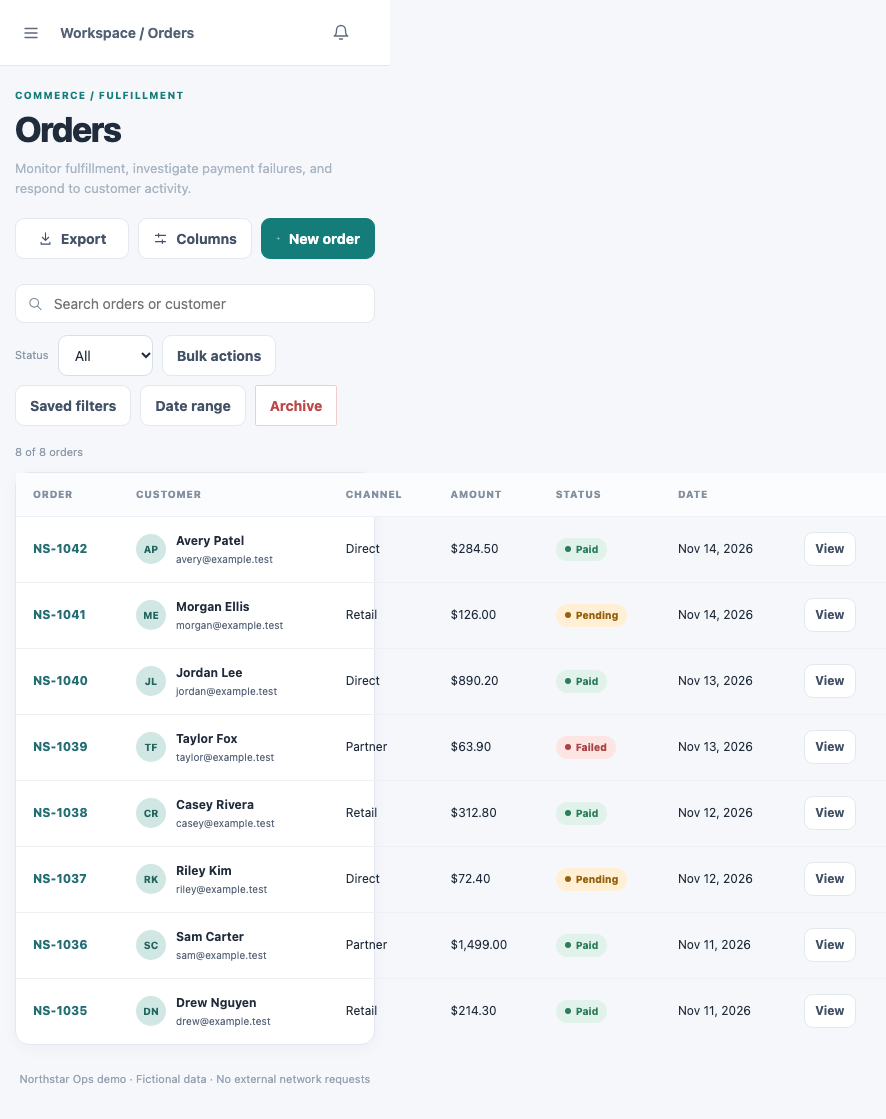 Workspace / Orders
COMMERCE / FULFILLMENT
Orders
Monitor fulfillment, investigate payment failures, and
respond to customer activity.
Export Columns New order
Search orders or customer
Status All Bulk actions
Saved filters Date range Archive
8 of 8 orders
ORDER CUSTOMER CHANNEL AMOUNT STATUS DATE
NS-1042 AP Avery Patel Direct $284.50 Paid Nov 14, 2026 View
avery@example.test
NS-1041 ME Morgan Ellis Retail $126.00 Pending Nov 14, 2026 View
morgan@example.test
NS-1040 JL Jordan Lee Direct $890.20 Paid Nov 13, 2026 View
jordan@example.test
NS-1039 TF Taylor Fox Partner $63.90 Failed Nov 13, 2026 View
taylor@example.test
NS-1038 CR Casey Rivera Retail $312.80 Paid Nov 12, 2026 View
casey@example.test
NS-1037 RK Riley Kim Direct $72.40 Pending Nov 12, 2026 View
riley@example.test
NS-1036 SC Sam Carter Partner $1,499.00 Paid Nov 11, 2026 View
sam@example.test
NS-1035 DN Drew Nguyen Retail $214.30 Paid Nov 11, 2026 View
drew@example.test
Northstar Ops demo · Fictional data · No external network requests